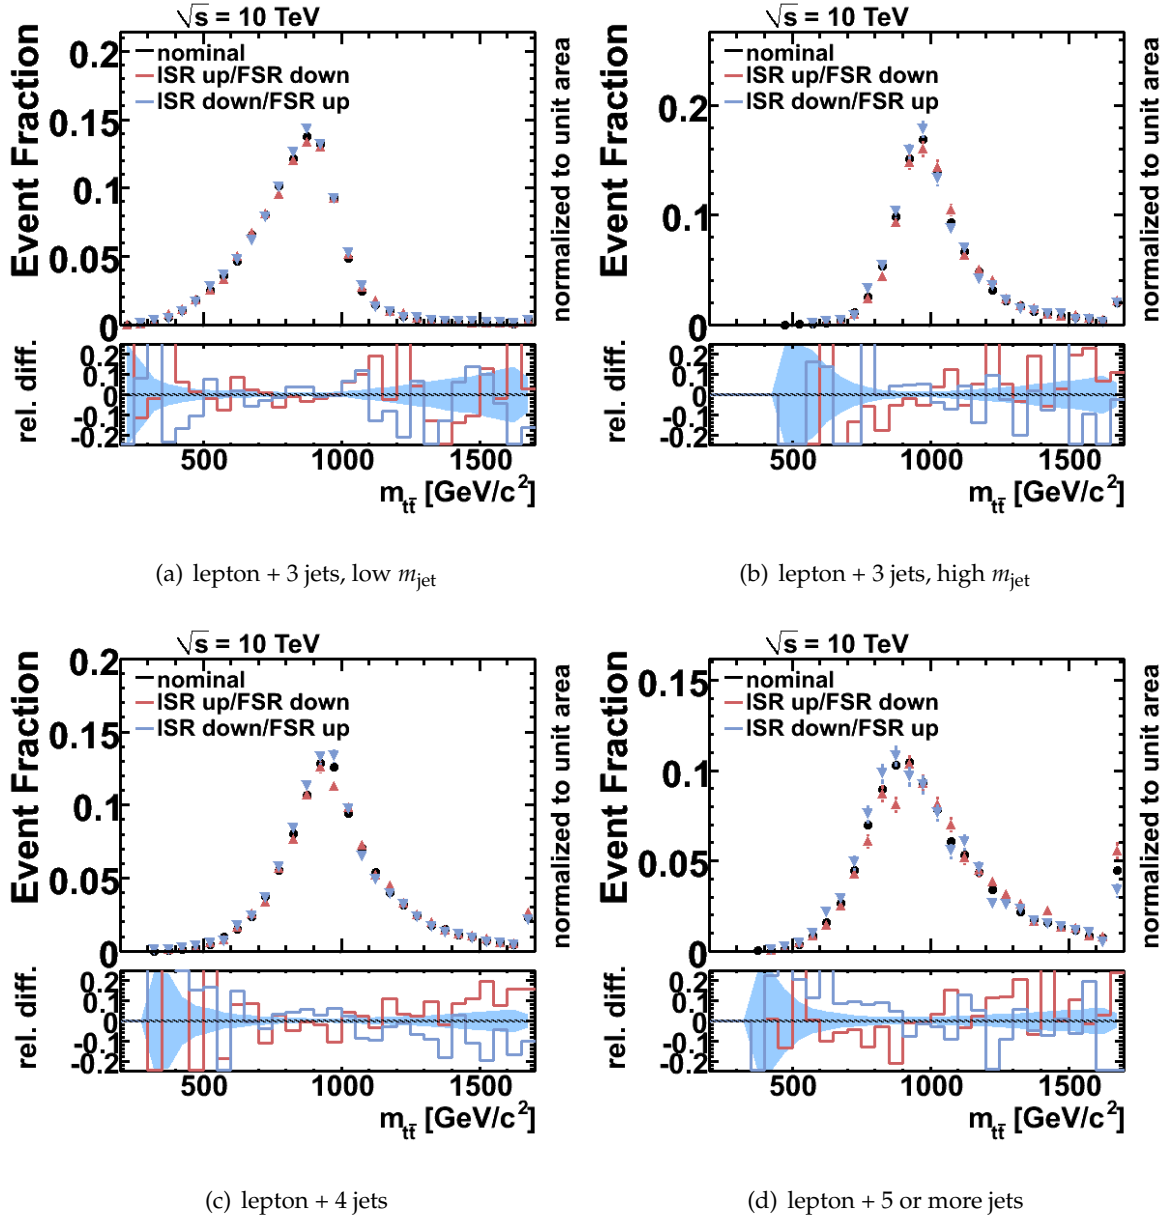 √s = 10 TeV
Event Fraction
0.2
0.15
0.1
0.05
0
nominal
ISR up/FSR down
ISR down/FSR up
normalized to unit area
rel. diff.
0.2
0.1
0
-0.1
-0.2
500 1000 1500
m_tt̄ [GeV/c²]
(a) lepton + 3 jets, low m_jet
√s = 10 TeV
Event Fraction
0.2
0.1
0
nominal
ISR up/FSR down
ISR down/FSR up
normalized to unit area
rel. diff.
0.2
0.1
0
-0.1
-0.2
500 1000 1500
m_tt̄ [GeV/c²]
(b) lepton + 3 jets, high m_jet
√s = 10 TeV
Event Fraction
0.2
0.15
0.1
0.05
0
nominal
ISR up/FSR down
ISR down/FSR up
normalized to unit area
rel. diff.
0.2
0.1
0
-0.1
-0.2
500 1000 1500
m_tt̄ [GeV/c²]
(c) lepton + 4 jets
√s = 10 TeV
Event Fraction
0.15
0.1
0.05
0
nominal
ISR up/FSR down
ISR down/FSR up
normalized to unit area
rel. diff.
0.2
0.1
0
-0.1
-0.2
500 1000 1500
m_tt̄ [GeV/c²]
(d) lepton + 5 or more jets